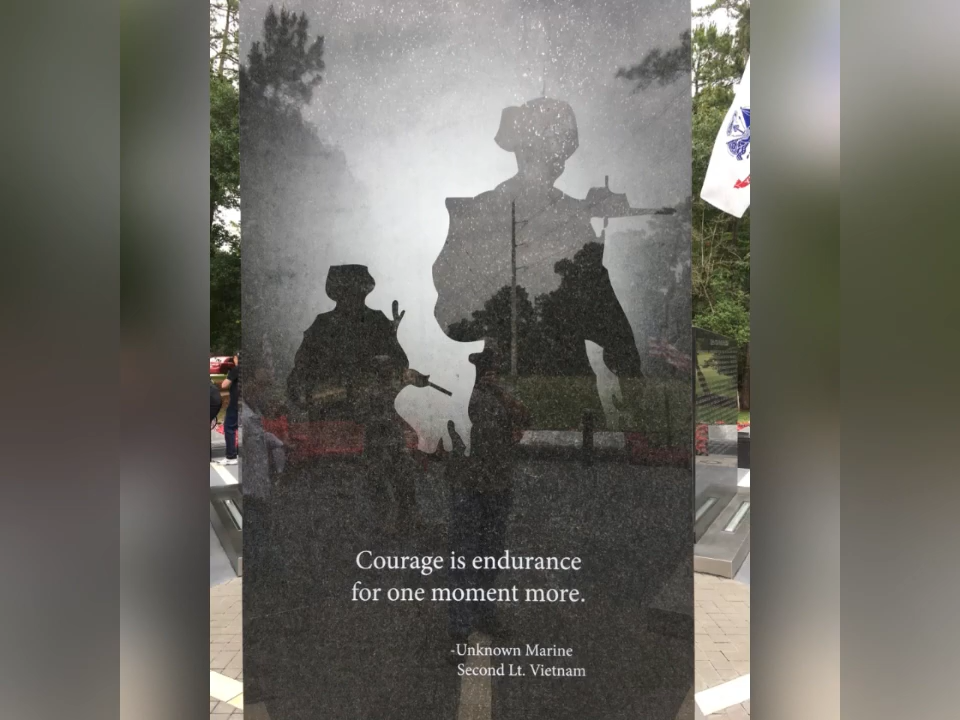 Courage is endurance
for one moment more.
-Unknown Marine
Second Lt. Vietnam